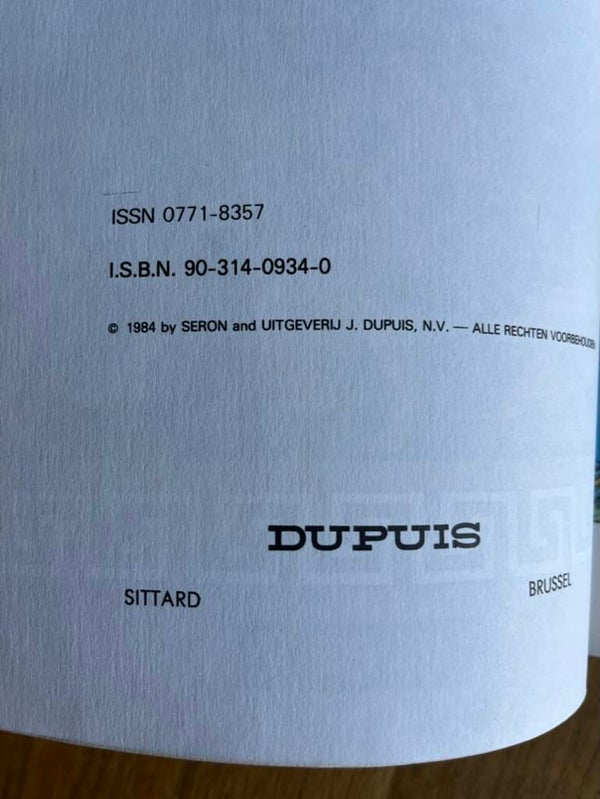 ISSN 0771-8357
I.S.B.N. 90-314-0934-0
© 1984 by SERON and UITGEVERIJ J. DUPUIS, N.V. — ALLE RECHTEN VOORBEHOUDEN
DUPUIS
SITTARD BRUSSEL